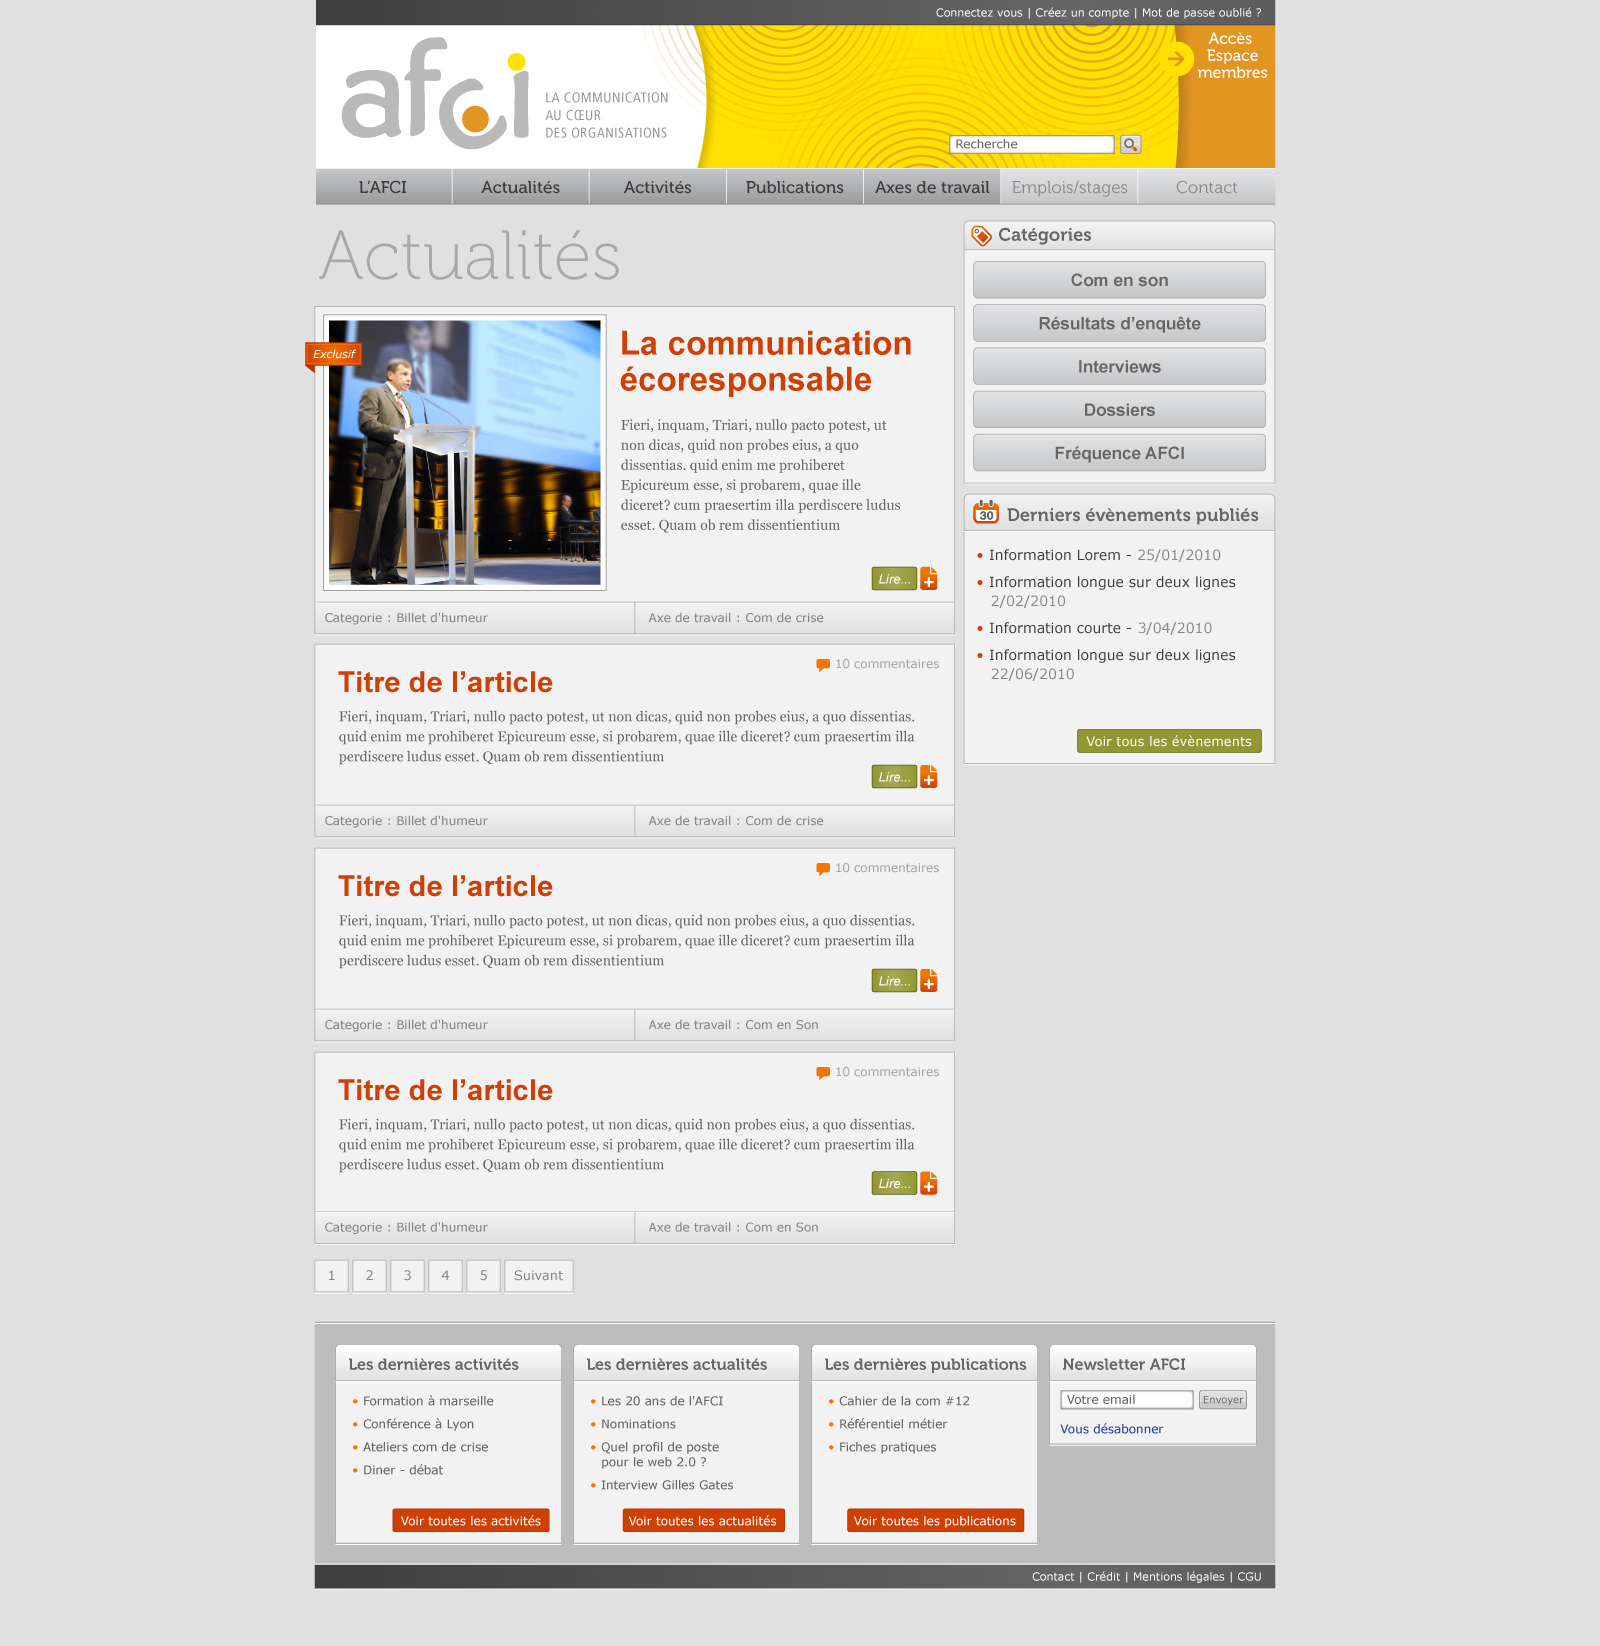 Connectez vous | Créez un compte | Mot de passe oublié ?
afci
LA COMMUNICATION
AU CŒUR
DES ORGANISATIONS
Accès
Espace
membres
Recherche
L'AFCI
Actualités
Activités
Publications
Axes de travail
Emplois/stages
Contact
Actualités
Exclusif
La communication
écoresponsable
Fieri, inquam, Triari, nullo pacto potest, ut
non dicas, quid non probes eius, a quo
dissentias. quid enim me prohiberet
Epicureum esse, si probarem, quae ille
diceret? cum praesertim illa perdiscere ludus
esset. Quam ob rem dissentientium
Lire...
Categorie : Billet d'humeur
Axe de travail : Com de crise
10 commentaires
Titre de l’article
Fieri, inquam, Triari, nullo pacto potest, ut non dicas, quid non probes eius, a quo dissentias.
quid enim me prohiberet Epicureum esse, si probarem, quae ille diceret? cum praesertim illa
perdiscere ludus esset. Quam ob rem dissentientium
Lire...
Categorie : Billet d'humeur
Axe de travail : Com de crise
10 commentaires
Titre de l’article
Fieri, inquam, Triari, nullo pacto potest, ut non dicas, quid non probes eius, a quo dissentias.
quid enim me prohiberet Epicureum esse, si probarem, quae ille diceret? cum praesertim illa
perdiscere ludus esset. Quam ob rem dissentientium
Lire...
Categorie : Billet d'humeur
Axe de travail : Com en Son
10 commentaires
Titre de l’article
Fieri, inquam, Triari, nullo pacto potest, ut non dicas, quid non probes eius, a quo dissentias.
quid enim me prohiberet Epicureum esse, si probarem, quae ille diceret? cum praesertim illa
perdiscere ludus esset. Quam ob rem dissentientium
Lire...
Categorie : Billet d'humeur
Axe de travail : Com en Son
1
2
3
4
5
Suivant
Catégories
Com en son
Résultats d’enquête
Interviews
Dossiers
Fréquence AFCI
30
Derniers évènements publiés
Information Lorem - 25/01/2010
Information longue sur deux lignes
2/02/2010
Information courte - 3/04/2010
Information longue sur deux lignes
22/06/2010
Voir tous les évènements
Les dernières activités
Formation à marseille
Conférence à Lyon
Ateliers com de crise
Diner - débat
Voir toutes les activités
Les dernières actualités
Les 20 ans de l'AFCI
Nominations
Quel profil de poste
pour le web 2.0 ?
Interview Gilles Gates
Voir toutes les actualités
Les dernières publications
Cahier de la com #12
Référentiel métier
Fiches pratiques
Voir toutes les publications
Newsletter AFCI
Votre email
Envoyer
Vous désabonner
Contact | Crédit | Mentions légales | CGU